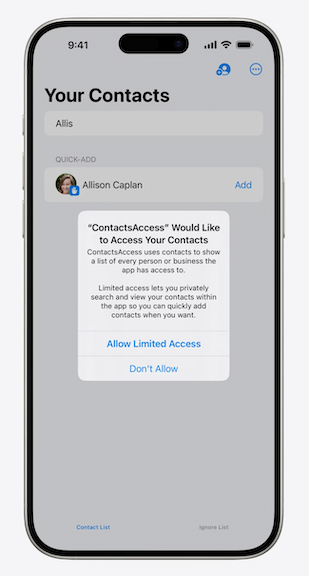 9:41
Your Contacts
Allis
QUICK-ADD
Allison Caplan
Add
“ContactsAccess” Would Like
to Access Your Contacts
ContactsAccess uses contacts to show
a list of every person or business the
app has access to.
Limited access lets you privately
search and view your contacts within
the app so you can quickly add
contacts when you want.
Allow Limited Access
Don't Allow
Contact List
Ignore List